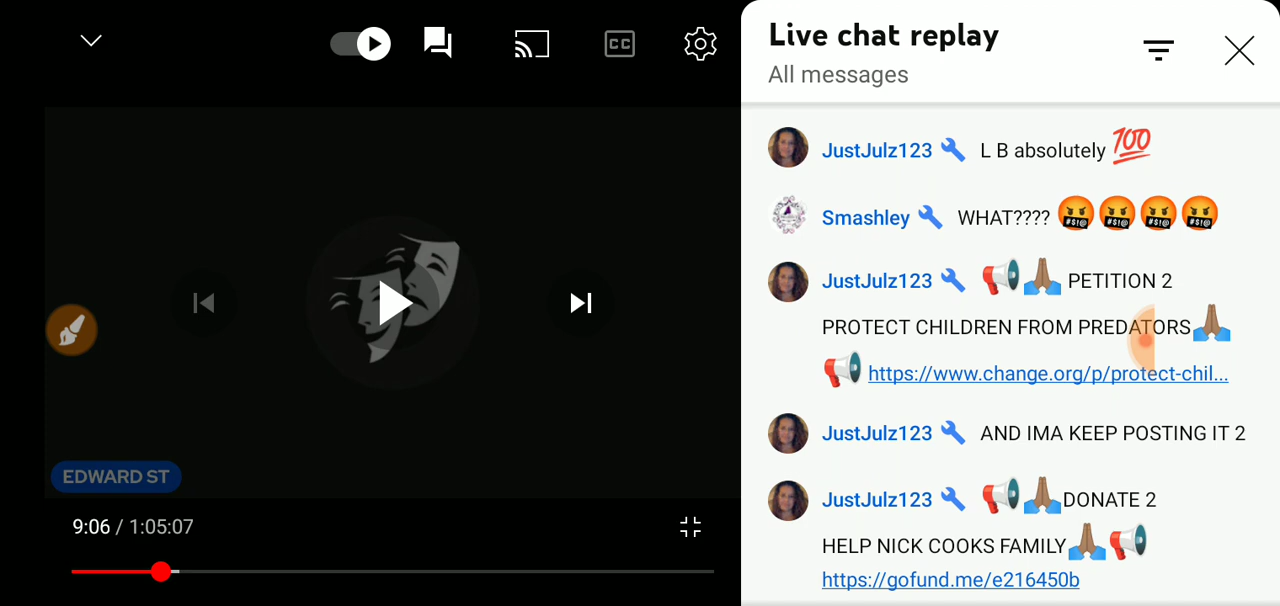 Live chat replay
All messages
CC
JustJulz123 L B absolutely 💯
Smashley WHAT???? 🤬🤬🤬🤬
JustJulz123 📢🙏🏽 PETITION 2
PROTECT CHILDREN FROM PREDATORS🙏🏽
📢 https://www.change.org/p/protect-chil...
JustJulz123 AND IMA KEEP POSTING IT 2
JustJulz123 📢🙏🏽DONATE 2
HELP NICK COOKS FAMILY🙏🏽📢
https://gofund.me/e216450b
EDWARD ST
9:06 / 1:05:07